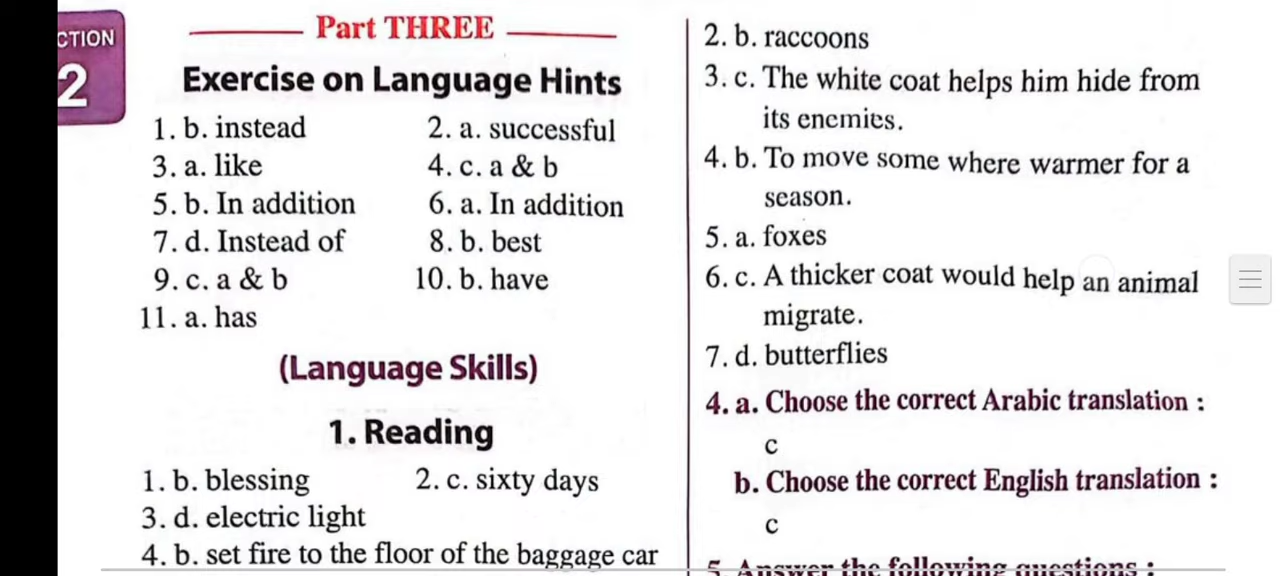 CTION
2
Part THREE
Exercise on Language Hints
1. b. instead 2. a. successful
3. a. like 4. c. a & b
5. b. In addition 6. a. In addition
7. d. Instead of 8. b. best
9. c. a & b 10. b. have
11. a. has
(Language Skills)
1. Reading
1. b. blessing 2. c. sixty days
3. d. electric light
4. b. set fire to the floor of the baggage car
2. b. raccoons
3. c. The white coat helps him hide from
its enemies.
4. b. To move some where warmer for a
season.
5. a. foxes
6. c. A thicker coat would help an animal
migrate.
7. d. butterflies
4. a. Choose the correct Arabic translation :
c
b. Choose the correct English translation :
c
5. Answer the following questions :